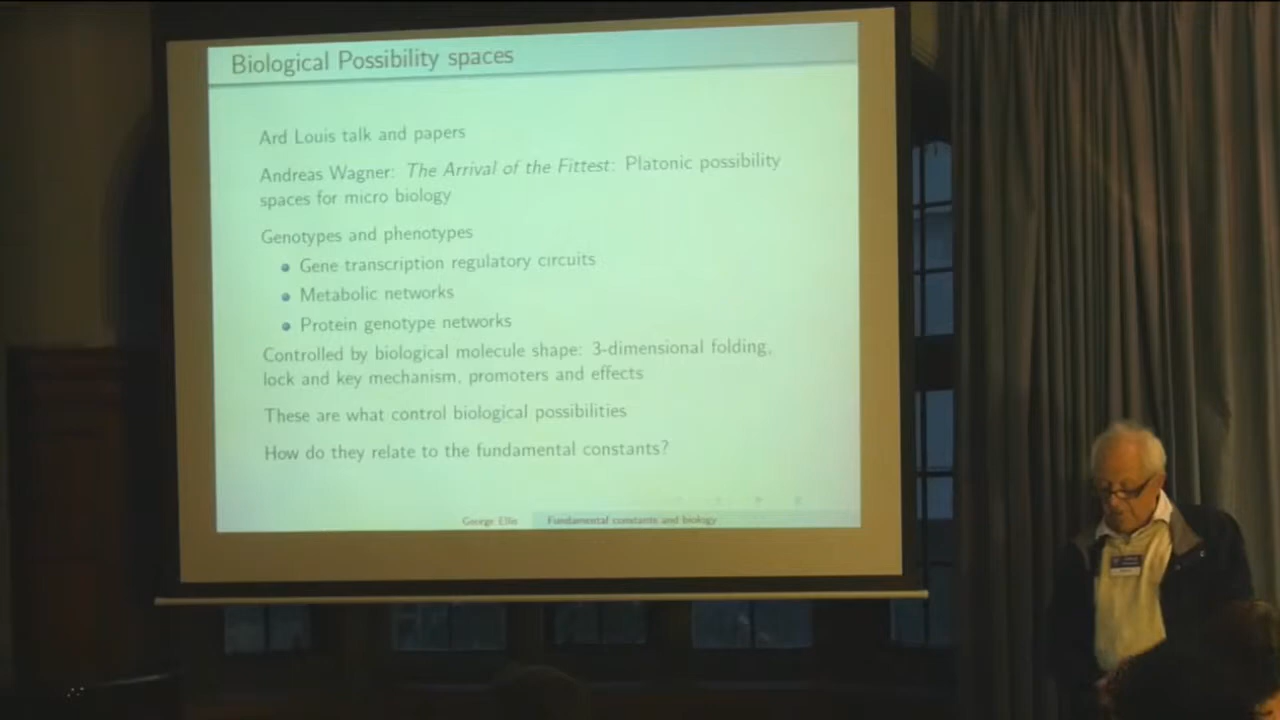 Biological Possibility spaces
Ard Louis talk and papers
Andreas Wagner: The Arrival of the Fittest: Platonic possibility
spaces for micro biology
Genotypes and phenotypes
Gene transcription regulatory circuits
Metabolic networks
Protein genotype networks
Controlled by biological molecule shape: 3-dimensional folding,
lock and key mechanism, promoters and effects
These are what control biological possibilities
How do they relate to the fundamental constants?
George Ellis Fundamental constants and biology